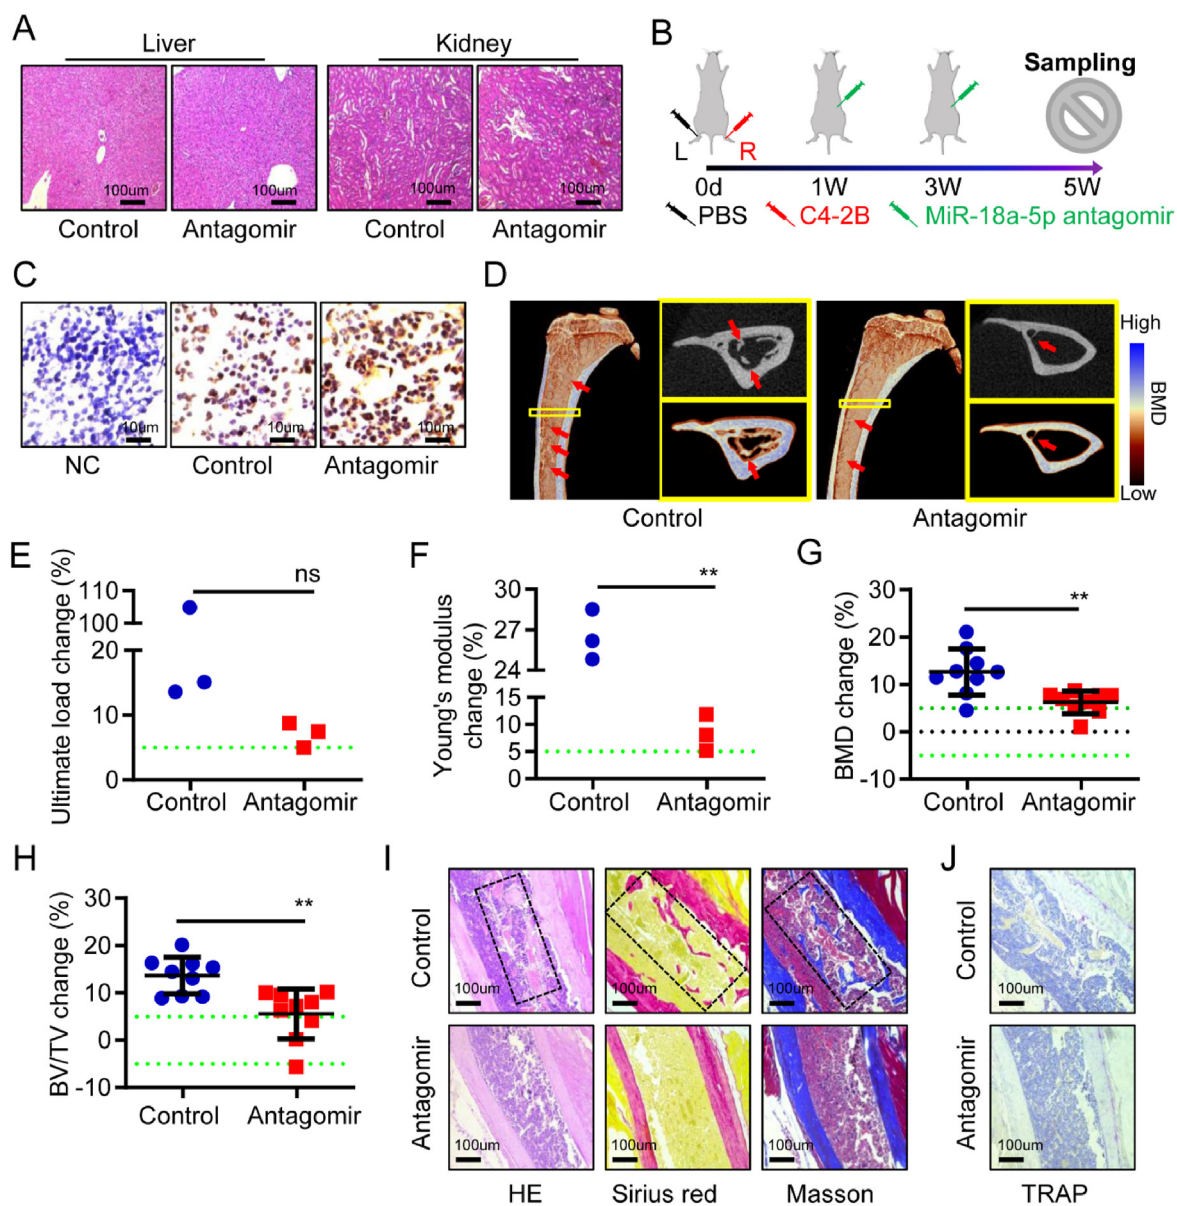 A
Liver
Kidney
100um
100um
100um
100um
Control
Antagomir
Control
Antagomir
B
Sampling
L
R
0d
1W
3W
5W
PBS
C4-2B
MiR-18a-5p antagomir
C
10um
10um
10um
NC
Control
Antagomir
D
High
BMD
Low
Control
Antagomir
E
Ultimate load change (%)
ns
110
100
20
10
0
Control
Antagomir
F
Young's modulus
change (%)
**
30
27
24
15
10
5
0
Control
Antagomir
G
BMD change (%)
**
30
20
10
0
-10
Control
Antagomir
H
BV/TV change (%)
**
30
20
10
0
-10
Control
Antagomir
I
Control
100um
100um
100um
Antagomir
100um
100um
100um
HE
Sirius red
Masson
J
Control
100um
Antagomir
100um
TRAP